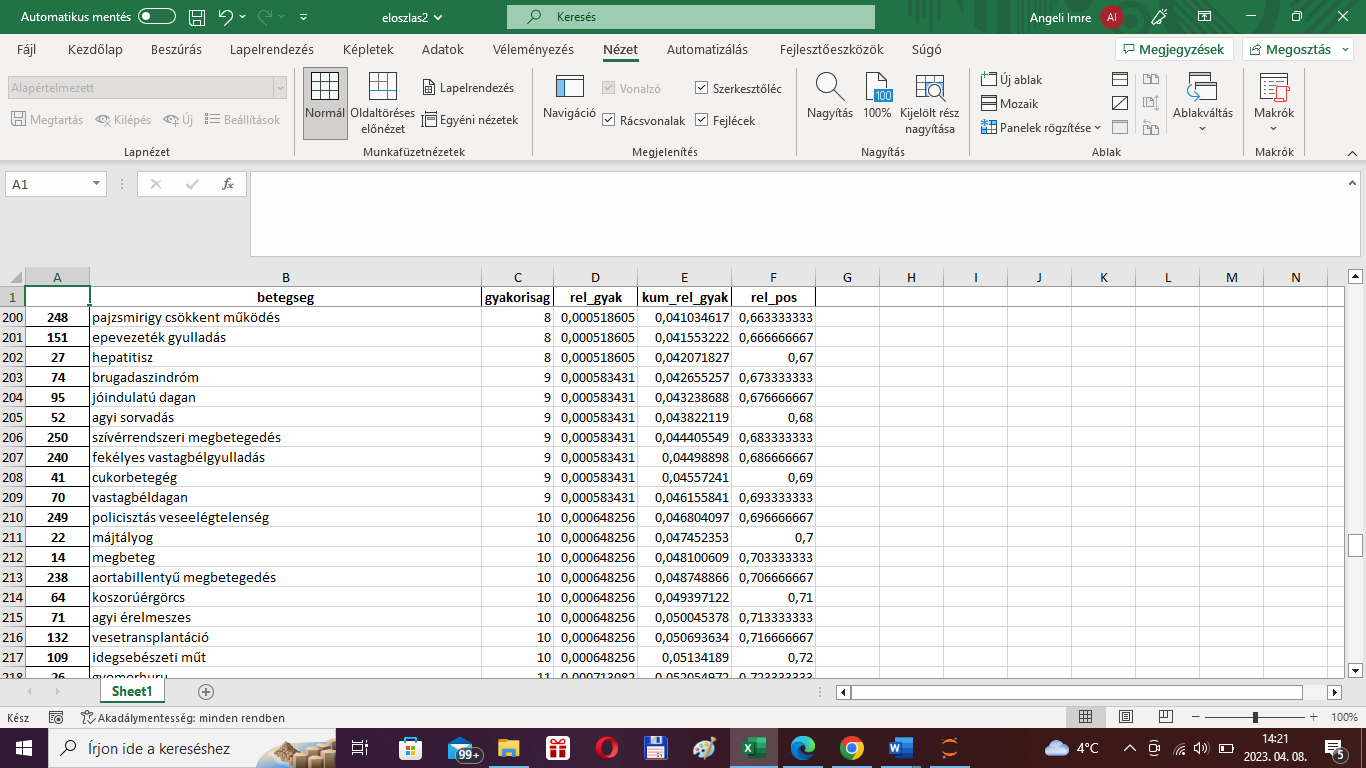 Automatikus mentés eloszlas2 Keresés Angeli Imre AI
Fájl Kezdőlap Beszúrás Lapelrendezés Képletek Adatok Véleményezés Nézet Automatizálás Fejlesztőeszközök Súgó Megjegyzések Megosztás
Alapértelmezett
Megtartás Kilépés Új Beállítások
Lapnézet
Normál Oldaltöréses előnézet Lapelrendezés
Egyéni nézetek
Munkafüzetnézetek
Navigáció Vonalzó Szerkesztőléc
Rácsvonalak Fejlécek
Megjelenítés
Nagyítás 100% Kijelölt rész nagyítása
100
Nagyítás
Új ablak
Mozaik
Panelek rögzítése
Ablakváltás
Ablak
Makrók
Makrók
A1 fx
A B C D E F G H I J K L M N
1 betegseg gyakorisag rel_gyak kum_rel_gyak rel_pos
200 248 pajzsmirigy csökkent működés 8 0,000518605 0,041034617 0,663333333
201 151 epevezeték gyulladás 8 0,000518605 0,041553222 0,666666667
202 27 hepatitisz 8 0,000518605 0,042071827 0,67
203 74 brugadaszindróm 9 0,000583431 0,042655257 0,673333333
204 95 jóindulatú dagan 9 0,000583431 0,043238688 0,676666667
205 52 agyi sorvadás 9 0,000583431 0,043822119 0,68
206 250 szívérrendszeri megbetegedés 9 0,000583431 0,044405549 0,683333333
207 240 fekélyes vastagbélgyulladás 9 0,000583431 0,04498898 0,686666667
208 41 cukorbetegég 9 0,000583431 0,04557241 0,69
209 70 vastagbéldagan 9 0,000583431 0,046155841 0,693333333
210 249 policisztás veseelégtelenség 10 0,000648256 0,046804097 0,696666667
211 22 májtályog 10 0,000648256 0,047452353 0,7
212 14 megbeteg 10 0,000648256 0,048100609 0,703333333
213 238 aortabillentyű megbetegedés 10 0,000648256 0,048748866 0,706666667
214 64 koszorúérgörcs 10 0,000648256 0,049397122 0,71
215 71 agyi érelmeszes 10 0,000648256 0,050045378 0,713333333
216 132 vesetransplantáció 10 0,000648256 0,050693634 0,716666667
217 109 idegsebészeti műt 10 0,000648256 0,05134189 0,72
218 26 gyomorhuru 11 0,000713082 0,052054972 0,723333333
Sheet1
Kész Akadálymentesség: minden rendben 100%
Írjon ide a kereséshez 99+ 4°C 14:21
2023. 04. 08. 5